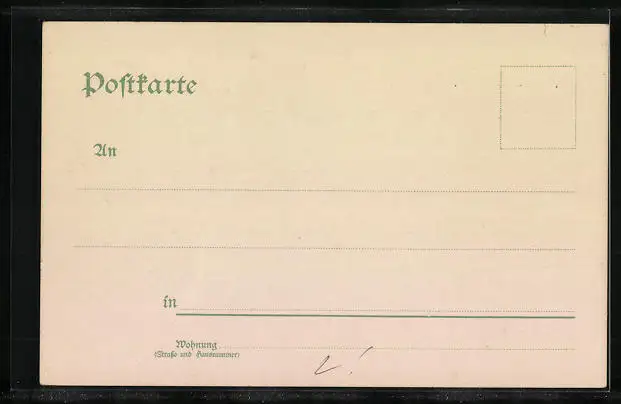 Postkarte
An
in
Wohnung
(Straße und Hausnummer)